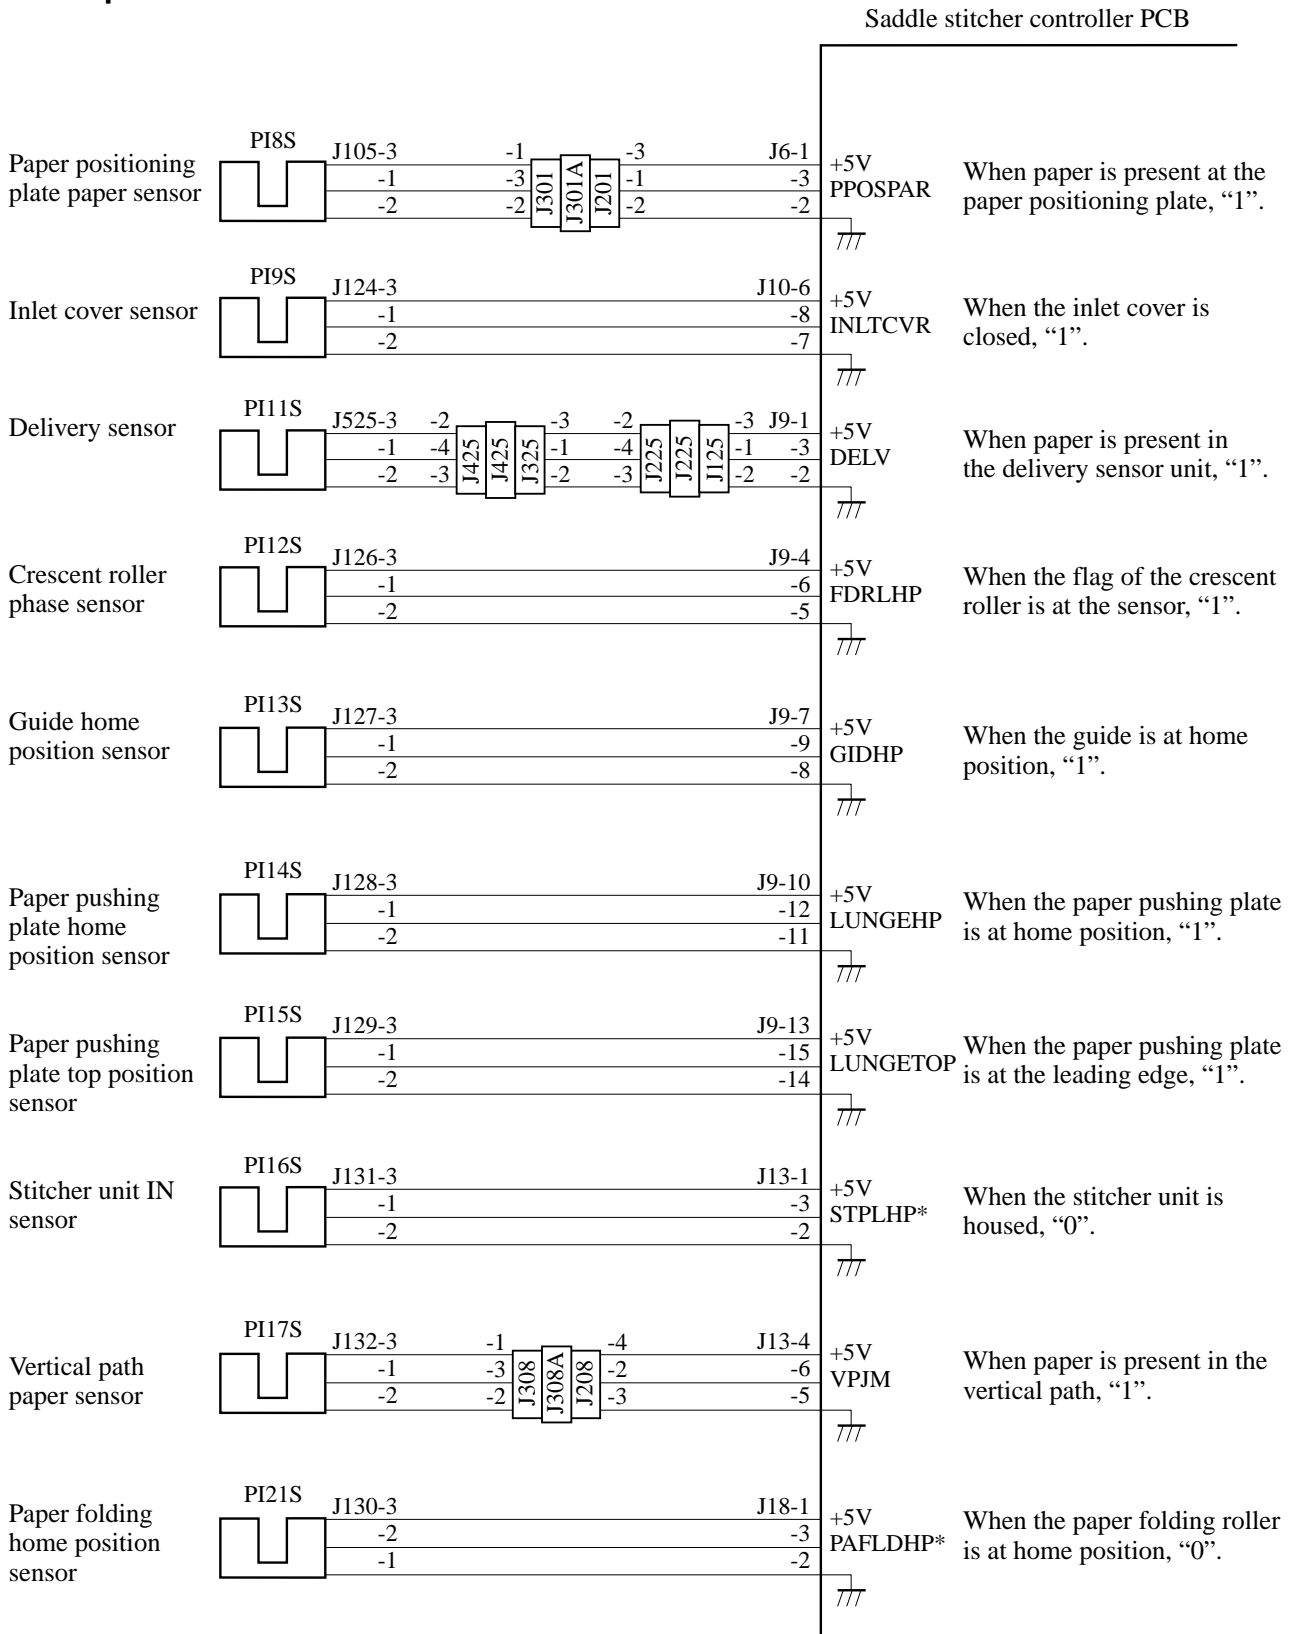 Saddle stitcher controller PCB
PI8S
Paper positioning
plate paper sensor
J105-3 -1 -3 J6-1
-1 -3 -1 -3
-2 -2 -2 -2
J301 J301A J201
+5V
PPOSPAR
When paper is present at the
paper positioning plate, “1”.
PI9S
Inlet cover sensor
J124-3 J10-6
-1 -8
-2 -7
+5V
INLTCVR
When the inlet cover is
closed, “1”.
PI11S
Delivery sensor
J525-3 -2 -3 -2 -3 J9-1
-1 -4 -1 -4 -1 -3
-2 -3 -2 -3 -2 -2
J425 J425 J325 J225 J225 J125
+5V
DELV
When paper is present in
the delivery sensor unit, “1”.
PI12S
Crescent roller
phase sensor
J126-3 J9-4
-1 -6
-2 -5
+5V
FDRLHP
When the flag of the crescent
roller is at the sensor, “1”.
PI13S
Guide home
position sensor
J127-3 J9-7
-1 -9
-2 -8
+5V
GIDHP
When the guide is at home
position, “1”.
PI14S
Paper pushing
plate home
position sensor
J128-3 J9-10
-1 -12
-2 -11
+5V
LUNGEHP
When the paper pushing plate
is at home position, “1”.
PI15S
Paper pushing
plate top position
sensor
J129-3 J9-13
-1 -15
-2 -14
+5V
LUNGETOP
When the paper pushing plate
is at the leading edge, “1”.
PI16S
Stitcher unit IN
sensor
J131-3 J13-1
-1 -3
-2 -2
+5V
STPLHP*
When the stitcher unit is
housed, “0”.
PI17S
Vertical path
paper sensor
J132-3 -1 -4 J13-4
-1 -3 -2 -6
-2 -2 -3 -5
J308 J308A J208
+5V
VPJM
When paper is present in the
vertical path, “1”.
PI21S
Paper folding
home position
sensor
J130-3 J18-1
-2 -3
-1 -2
+5V
PAFLDHP*
When the paper folding roller
is at home position, “0”.